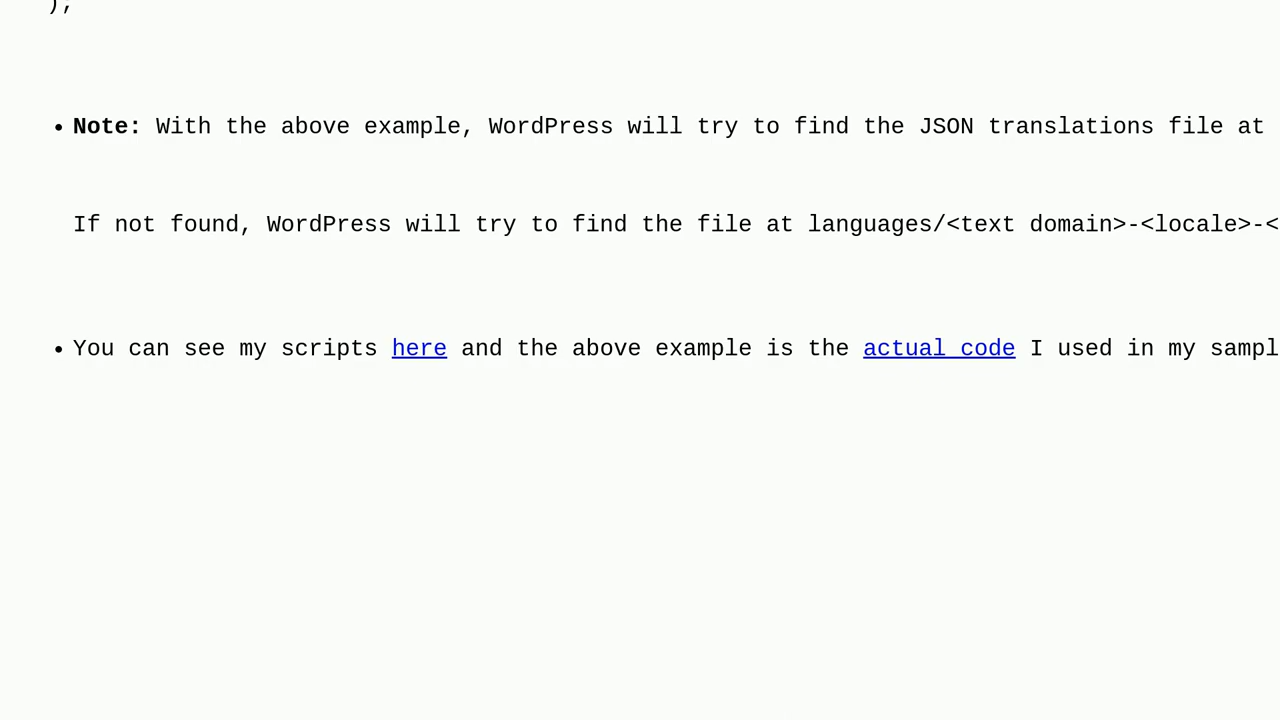 );
• Note: With the above example, WordPress will try to find the JSON translations file at
If not found, WordPress will try to find the file at languages/<text domain>-<locale>-<
• You can see my scripts here and the above example is the actual code I used in my sampl